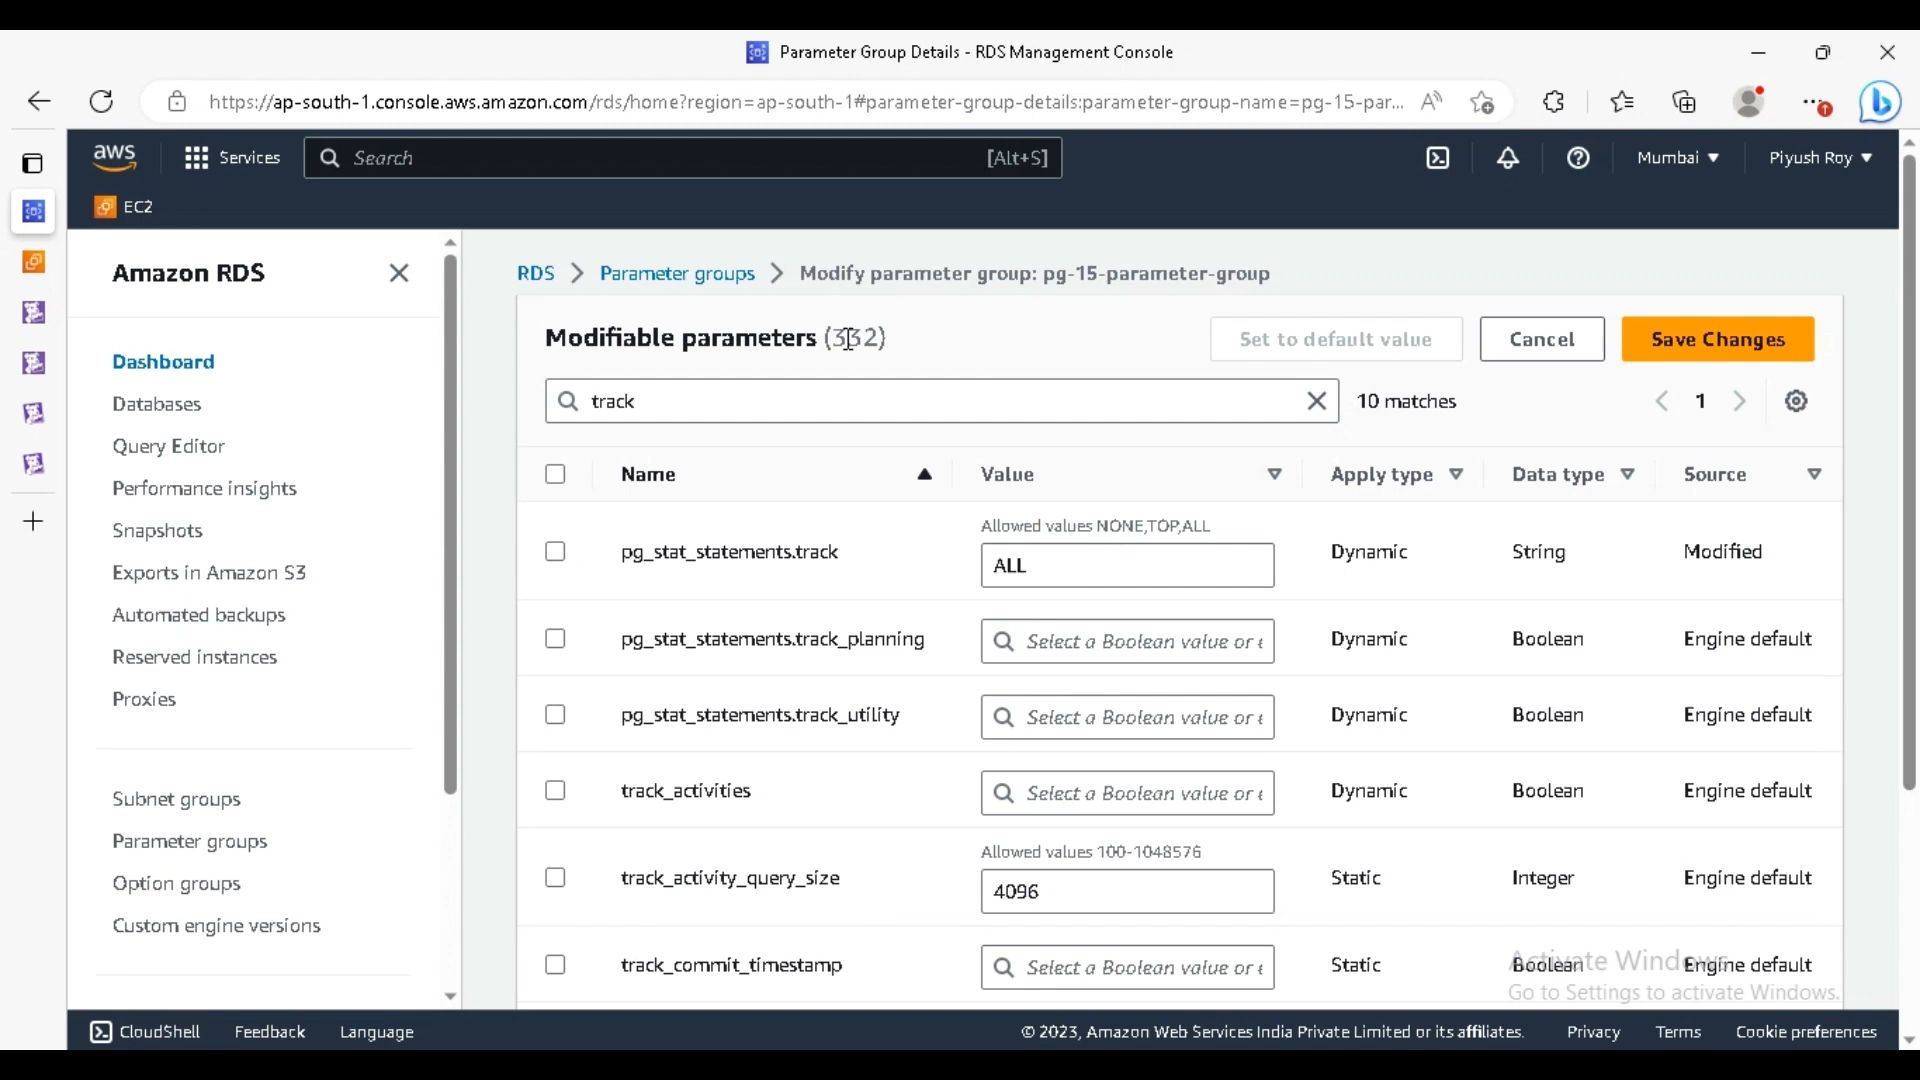 Parameter Group Details - RDS Management Console
https://ap-south-1.console.aws.amazon.com/rds/home?region=ap-south-1#parameter-group-details:parameter-group-name=pg-15-par...
aws
Services
Search
[Alt+S]
Mumbai
Piyush Roy
EC2
Amazon RDS
Dashboard
Databases
Query Editor
Performance insights
Snapshots
Exports in Amazon S3
Automated backups
Reserved instances
Proxies
Subnet groups
Parameter groups
Option groups
Custom engine versions
RDS > Parameter groups > Modify parameter group: pg-15-parameter-group
Modifiable parameters (332)
Set to default value
Cancel
Save Changes
track
10 matches
1
Name Value Apply type Data type Source
Allowed values NONE,TOP,ALL
pg_stat_statements.track ALL Dynamic String Modified
pg_stat_statements.track_planning Select a Boolean value or e Dynamic Boolean Engine default
pg_stat_statements.track_utility Select a Boolean value or e Dynamic Boolean Engine default
track_activities Select a Boolean value or e Dynamic Boolean Engine default
Allowed values 100-1048576
track_activity_query_size 4096 Static Integer Engine default
track_commit_timestamp Select a Boolean value or e Static Boolean Engine default
Activate Windows
Go to Settings to activate Windows.
CloudShell Feedback Language
© 2023, Amazon Web Services India Private Limited or its affiliates. Privacy Terms Cookie preferences